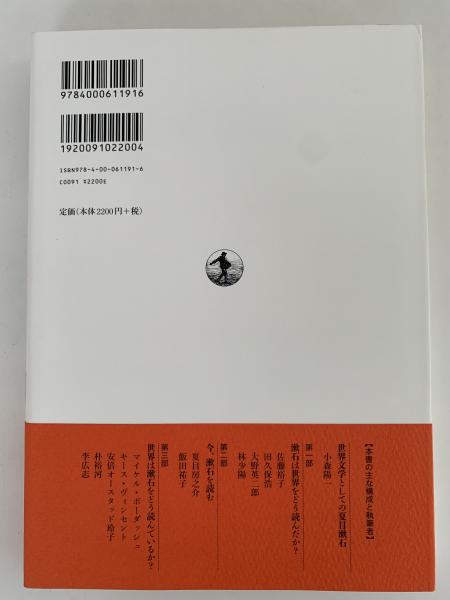 9784000611916
1920091022004
ISBN978-4-00-061191-6
C0091 ¥2200E
定価(本体2200円+税)
【本書の主な構成と執筆者】
世界文学としての夏目漱石
小森陽一
第一部
漱石は世界をどう読んだか?
佐藤裕子
田久保浩
大野英二郎
林少陽
第二部
今、漱石を読む
夏目房之介
飯田祐子
第三部
世界は漱石をどう読んでいるか?
マイケル・ボーダッシュ
キース・ヴィンセント
安倍オースタッド玲子
朴裕河
李広志